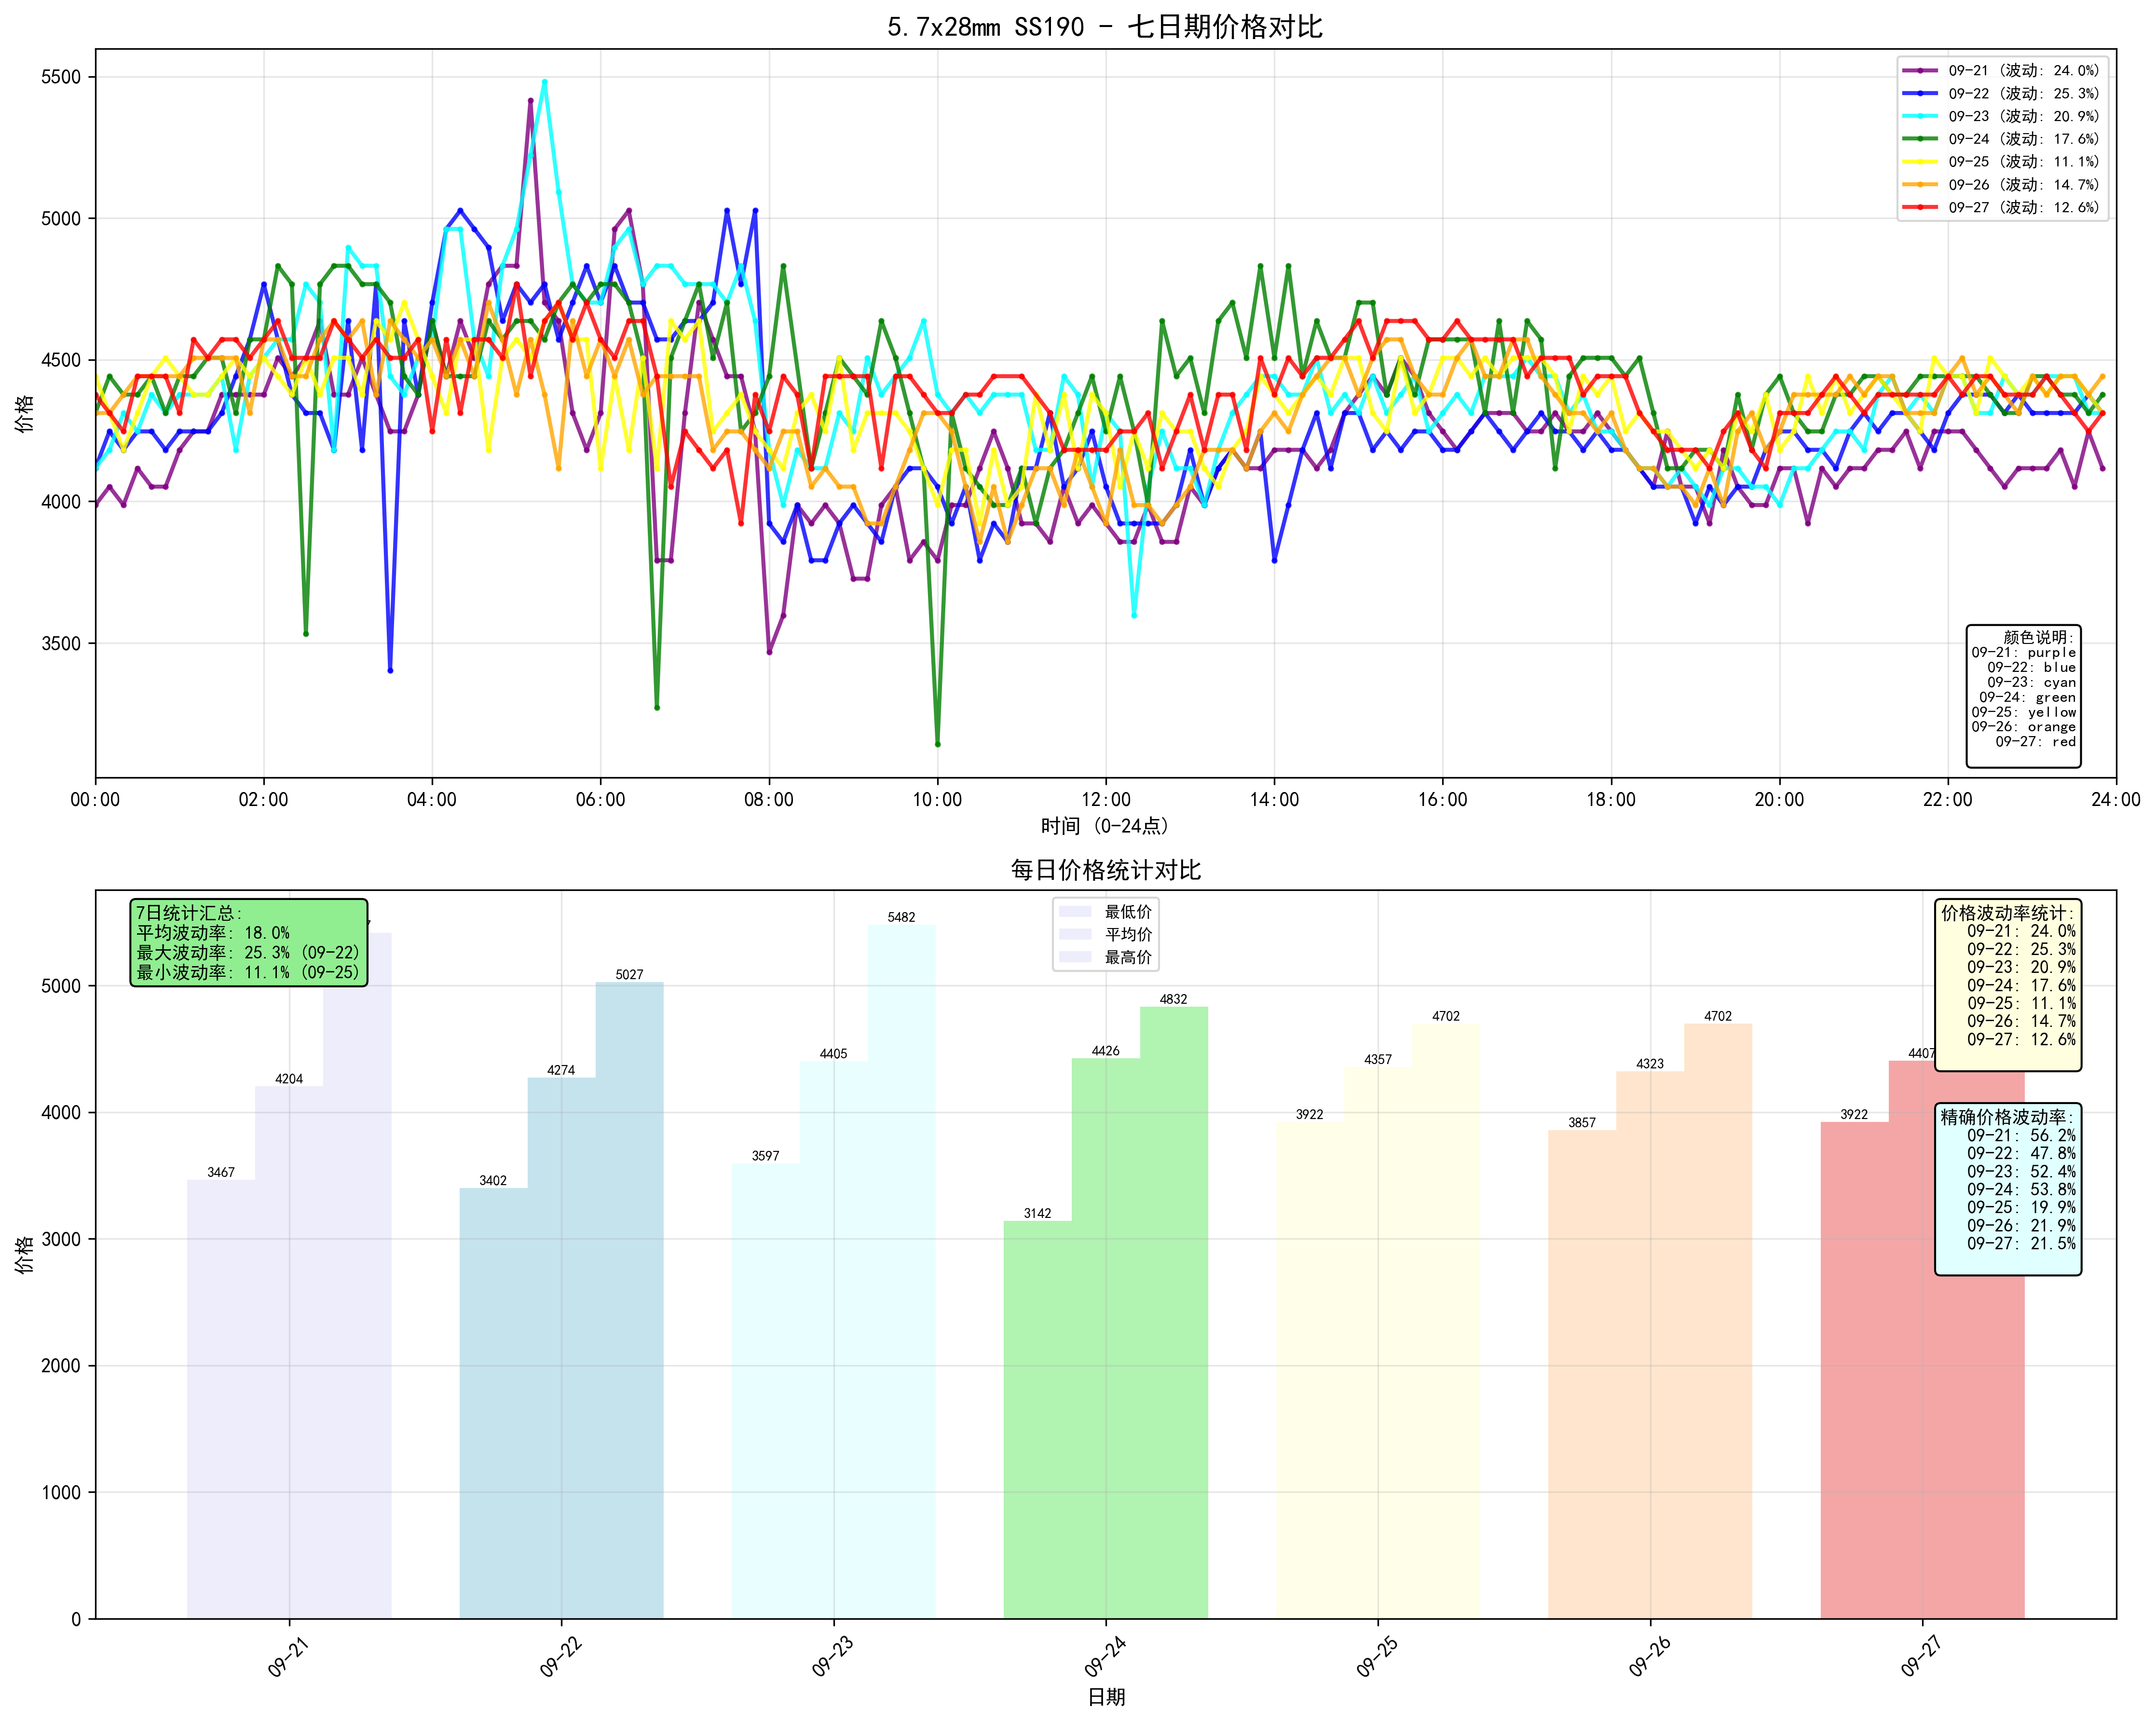 5.7x28mm SS190 - 七日期价格对比
09-21 (波动: 24.0%)
09-22 (波动: 25.3%)
09-23 (波动: 20.9%)
09-24 (波动: 17.6%)
09-25 (波动: 11.1%)
09-26 (波动: 14.7%)
09-27 (波动: 12.6%)
5500
5000
4500
4000
3500
价格
颜色说明:
09-21: purple
09-22: blue
09-23: cyan
09-24: green
09-25: yellow
09-26: orange
09-27: red
00:00 02:00 04:00 06:00 08:00 10:00 12:00 14:00 16:00 18:00 20:00 22:00 24:00
时间 (0-24点)
每日价格统计对比
7日统计汇总:
平均波动率: 18.0%
最大波动率: 25.3% (09-22)
最小波动率: 11.1% (09-25)
最低价
平均价
最高价
价格波动率统计:
09-21: 24.0%
09-22: 25.3%
09-23: 20.9%
09-24: 17.6%
09-25: 11.1%
09-26: 14.7%
09-27: 12.6%
精确价格波动率:
09-21: 56.2%
09-22: 47.8%
09-23: 52.4%
09-24: 53.8%
09-25: 19.9%
09-26: 21.9%
09-27: 21.5%
5000
4000
3000
2000
1000
0
价格
3467 4204
3402 4274 5027
3597 4405 5482
3142 4426 4832
3922 4357 4702
3857 4323 4702
3922 4407
09-21 09-22 09-23 09-24 09-25 09-26 09-27
日期